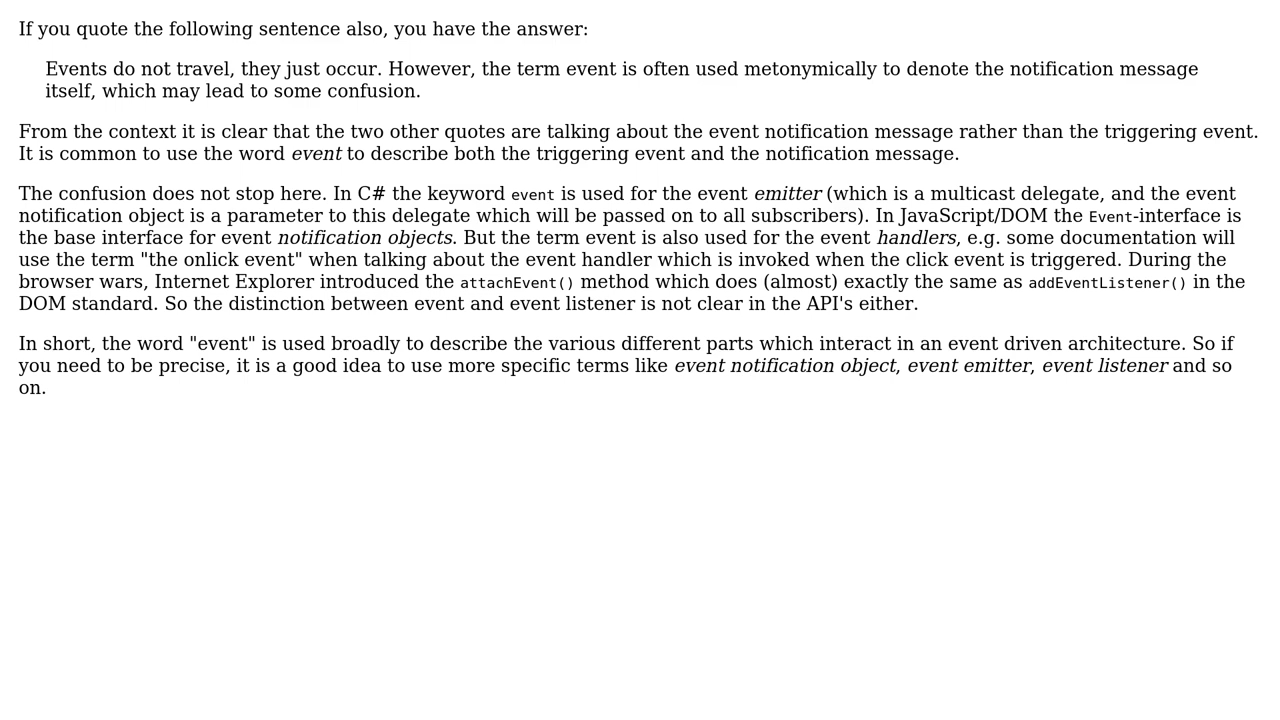 If you quote the following sentence also, you have the answer:
Events do not travel, they just occur. However, the term event is often used metonymically to denote the notification message
itself, which may lead to some confusion.
From the context it is clear that the two other quotes are talking about the event notification message rather than the triggering event.
It is common to use the word event to describe both the triggering event and the notification message.
The confusion does not stop here. In C# the keyword event is used for the event emitter (which is a multicast delegate, and the event
notification object is a parameter to this delegate which will be passed on to all subscribers). In JavaScript/DOM the Event-interface is
the base interface for event notification objects. But the term event is also used for the event handlers, e.g. some documentation will
use the term "the onlick event" when talking about the event handler which is invoked when the click event is triggered. During the
browser wars, Internet Explorer introduced the attachEvent() method which does (almost) exactly the same as addEventListener() in the
DOM standard. So the distinction between event and event listener is not clear in the API's either.
In short, the word "event" is used broadly to describe the various different parts which interact in an event driven architecture. So if
you need to be precise, it is a good idea to use more specific terms like event notification object, event emitter, event listener and so
on.